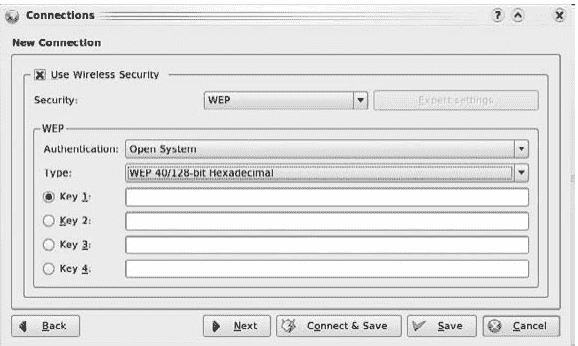 Connections
?
New Connection
Use Wireless Security
Security: WEP Expert settings
WEP
Authentication: Open System
Type: WEP 40/128-bit Hexadecimal
Key 1:
Key 2:
Key 3:
Key 4:
Back Next Connect & Save Save Cancel